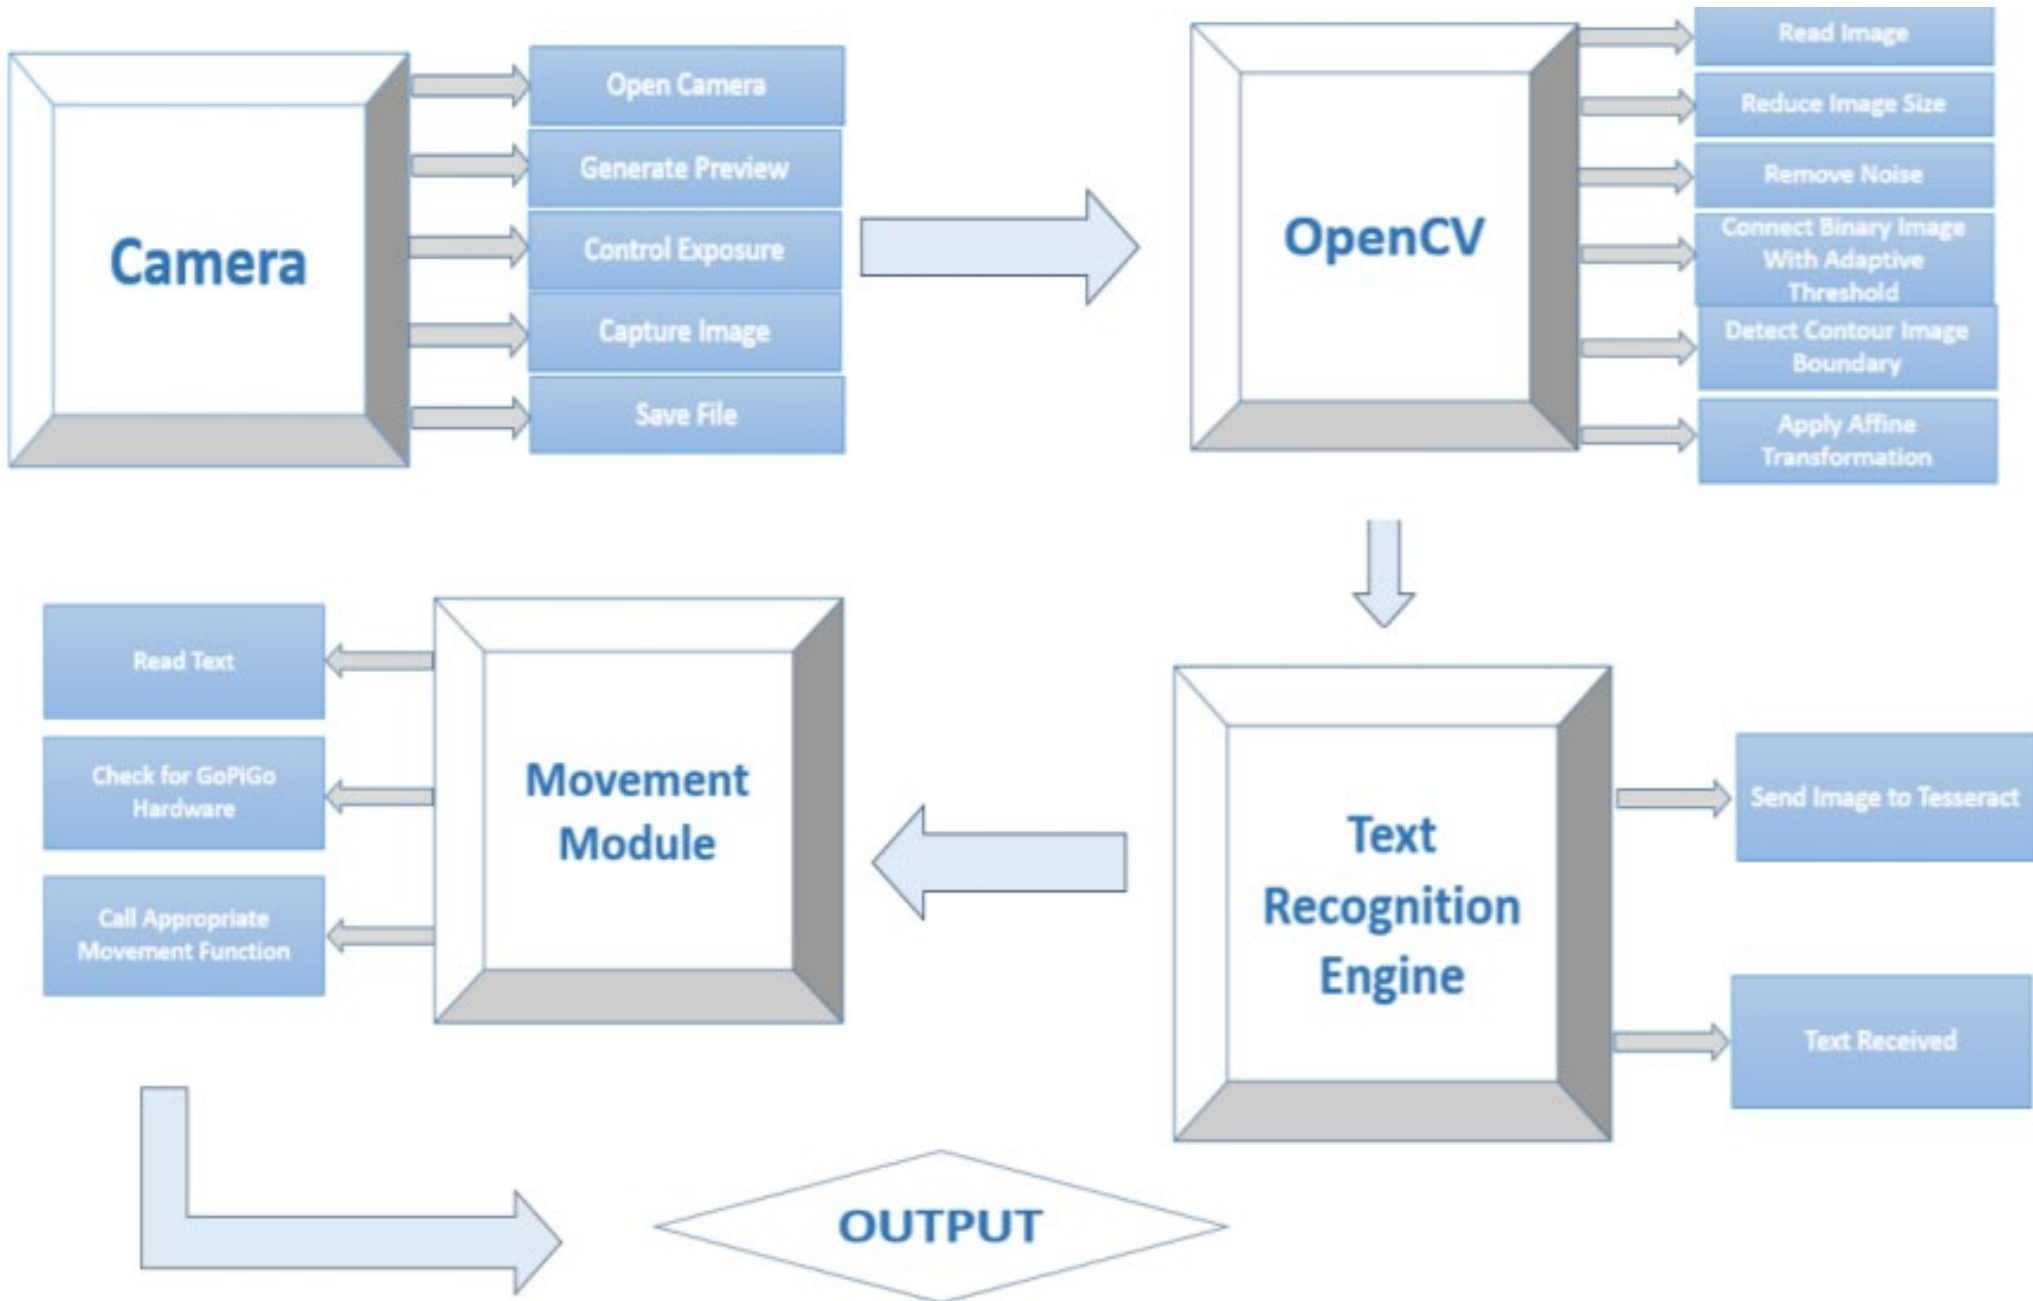 Camera
Open Camera
Generate Preview
Control Exposure
Capture Image
Save File
OpenCV
Read Image
Reduce Image Size
Remove Noise
Connect Binary Image
With Adaptive
Threshold
Detect Contour Image
Boundary
Apply Affine
Transformation
Text
Recognition
Engine
Send Image to Tesseract
Text Received
Movement
Module
Read Text
Check for GoPiGo
Hardware
Call Appropriate
Movement Function
OUTPUT